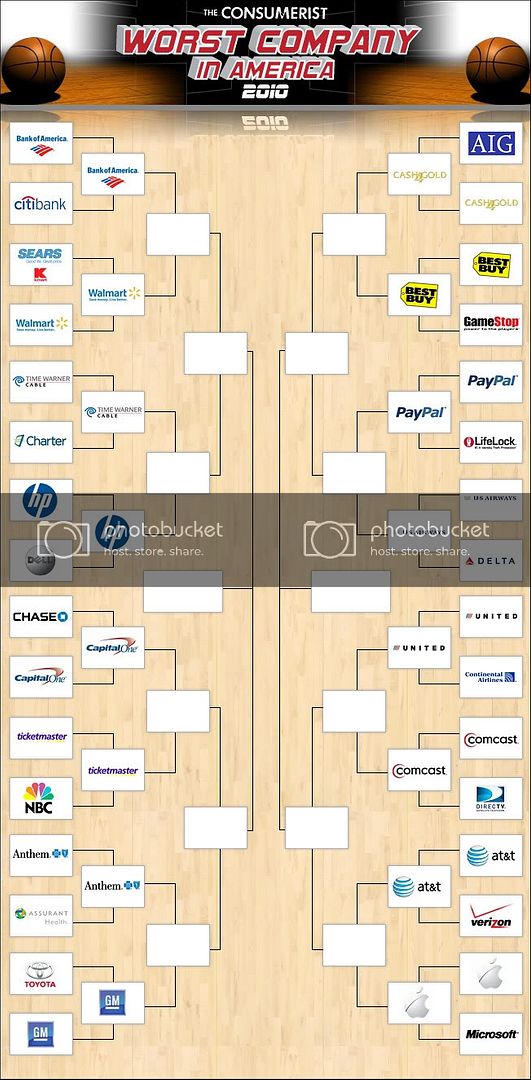 THE CONSUMERIST
WORST COMPANY
IN AMERICA
2010
Bank of America.
Bank of America.
citibank
SEARS
K
kmart
Walmart
Walmart
Save money. Live better.
Save money. Live better.
TIME WARNER
CABLE
TIME WARNER
CABLE
Charter
hp
hp
DELL
CHASE
Capital One
Capital One
ticketmaster
ticketmaster
NBC
Anthem.
Anthem.
ASSURANT
Health.
TOYOTA
GM
GM
AIG
CASH4GOLD
CASH4GOLD
BEST
BUY
BEST
BUY
GameStop
power to the players
PayPal
PayPal
LifeLock
US AIRWAYS
US AIRWAYS
DELTA
UNITED
UNITED
Continental
Airlines
comcast
comcast
DIRECTV
at&t
at&t
verizon
Microsoft
photobucket
host. store. share.
photobucket
host. store. share.